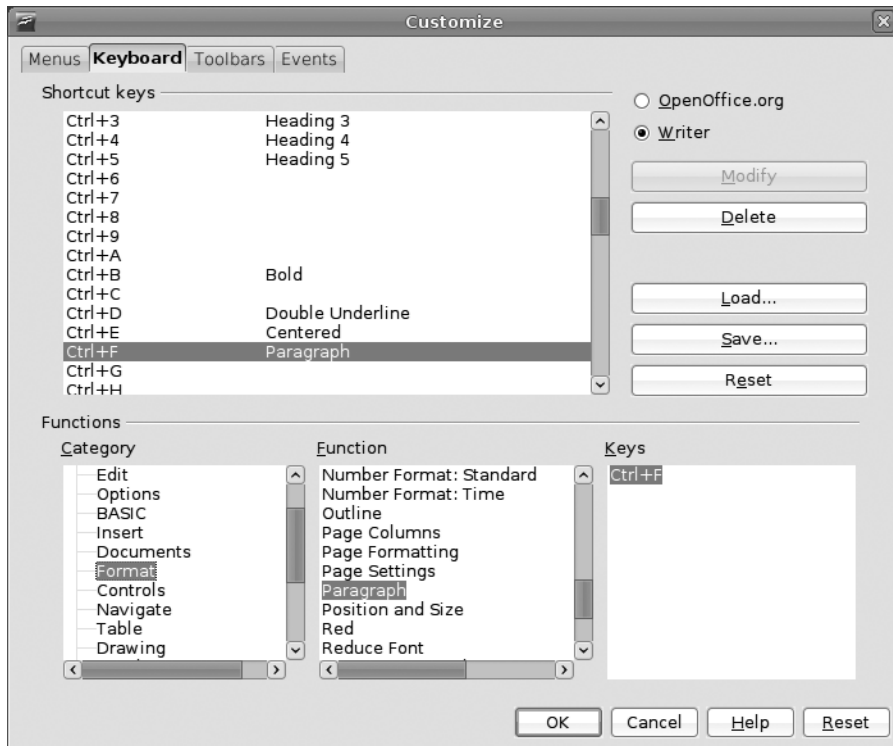 Customize
Menus Keyboard Toolbars Events
Shortcut keys
Ctrl+3 Heading 3
Ctrl+4 Heading 4
Ctrl+5 Heading 5
Ctrl+6
Ctrl+7
Ctrl+8
Ctrl+9
Ctrl+A
Ctrl+B Bold
Ctrl+C
Ctrl+D Double Underline
Ctrl+E Centered
Ctrl+F Paragraph
Ctrl+G
Ctrl+H
OpenOffice.org
Writer
Modify
Delete
Load...
Save...
Reset
Functions
Category
Edit
Options
BASIC
Insert
Documents
Format
Controls
Navigate
Table
Drawing
Function
Number Format: Standard
Number Format: Time
Outline
Page Columns
Page Formatting
Page Settings
Paragraph
Position and Size
Red
Reduce Font
Keys
Ctrl+F
OK Cancel Help Reset